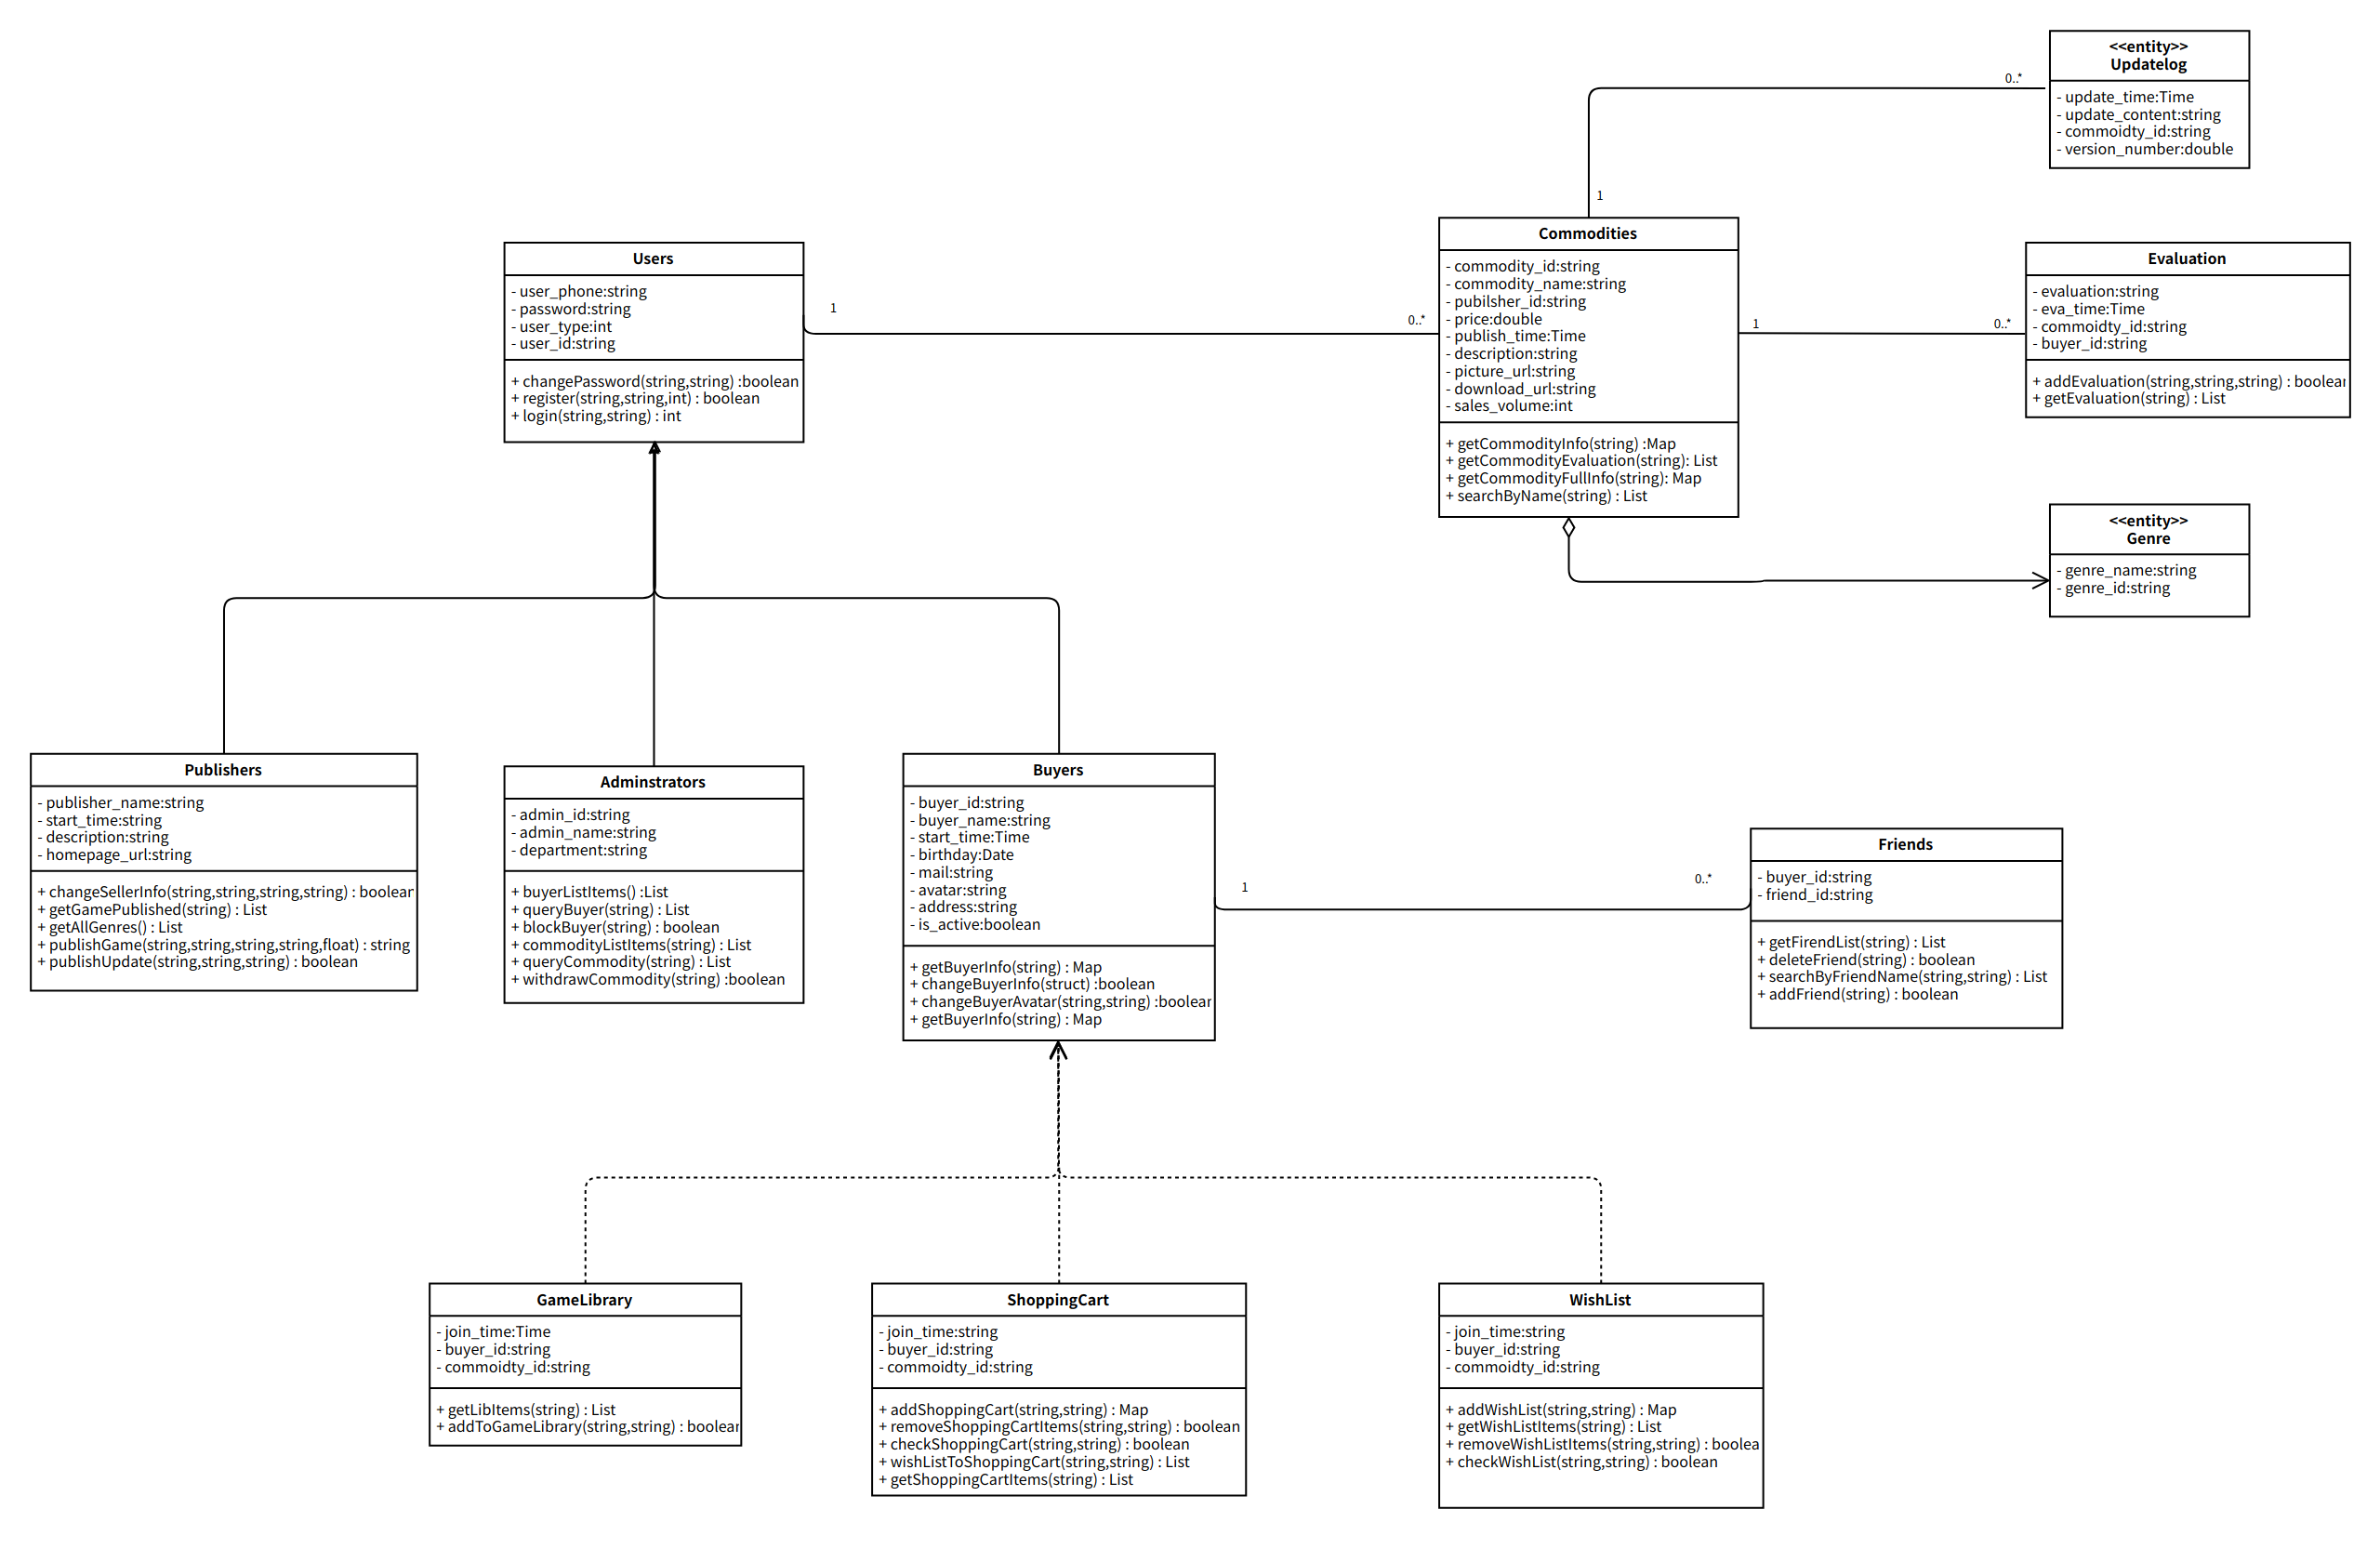 <<entity>>
Updatelog
- update_time:Time
- update_content:string
- commoidty_id:string
- version_number:double
0..*
1
Users
- user_phone:string
- password:string
- user_type:int
- user_id:string
+ changePassword(string,string) :boolean
+ register(string,string,int) : boolean
+ login(string,string) : int
1
0..*
Commodities
- commodity_id:string
- commodity_name:string
- pubilsher_id:string
- price:double
- publish_time:Time
- description:string
- picture_url:string
- download_url:string
- sales_volume:int
+ getCommodityInfo(string) :Map
+ getCommodityEvaluation(string): List
+ getCommodityFullInfo(string): Map
+ searchByName(string) : List
1
0..*
Evaluation
- evaluation:string
- eva_time:Time
- commoidty_id:string
- buyer_id:string
+ addEvaluation(string,string,string) : boolean
+ getEvaluation(string) : List
<<entity>>
Genre
- genre_name:string
- genre_id:string
Publishers
- publisher_name:string
- start_time:string
- description:string
- homepage_url:string
+ changeSellerInfo(string,string,string,string) : boolean
+ getGamePublished(string) : List
+ getAllGenres() : List
+ publishGame(string,string,string,string,float) : string
+ publishUpdate(string,string,string) : boolean
Adminstrators
- admin_id:string
- admin_name:string
- department:string
+ buyerListItems() :List
+ queryBuyer(string) : List
+ blockBuyer(string) : boolean
+ commodityListItems(string) : List
+ queryCommodity(string) : List
+ withdrawCommodity(string) :boolean
Buyers
- buyer_id:string
- buyer_name:string
- start_time:Time
- birthday:Date
- mail:string
- avatar:string
- address:string
- is_active:boolean
+ getBuyerInfo(string) : Map
+ changeBuyerInfo(struct) :boolean
+ changeBuyerAvatar(string,string) :boolean
+ getBuyerInfo(string) : Map
1
0..*
Friends
- buyer_id:string
- friend_id:string
+ getFirendList(string) : List
+ deleteFriend(string) : boolean
+ searchByFriendName(string,string) : List
+ addFriend(string) : boolean
GameLibrary
- join_time:Time
- buyer_id:string
- commoidty_id:string
+ getLibItems(string) : List
+ addToGameLibrary(string,string) : boolean
ShoppingCart
- join_time:string
- buyer_id:string
- commoidty_id:string
+ addShoppingCart(string,string) : Map
+ removeShoppingCartItems(string,string) : boolean
+ checkShoppingCart(string,string) : boolean
+ wishListToShoppingCart(string,string) : List
+ getShoppingCartItems(string) : List
WishList
- join_time:string
- buyer_id:string
- commoidty_id:string
+ addWishList(string,string) : Map
+ getWishListItems(string) : List
+ removeWishListItems(string,string) : boolea
+ checkWishList(string,string) : boolean